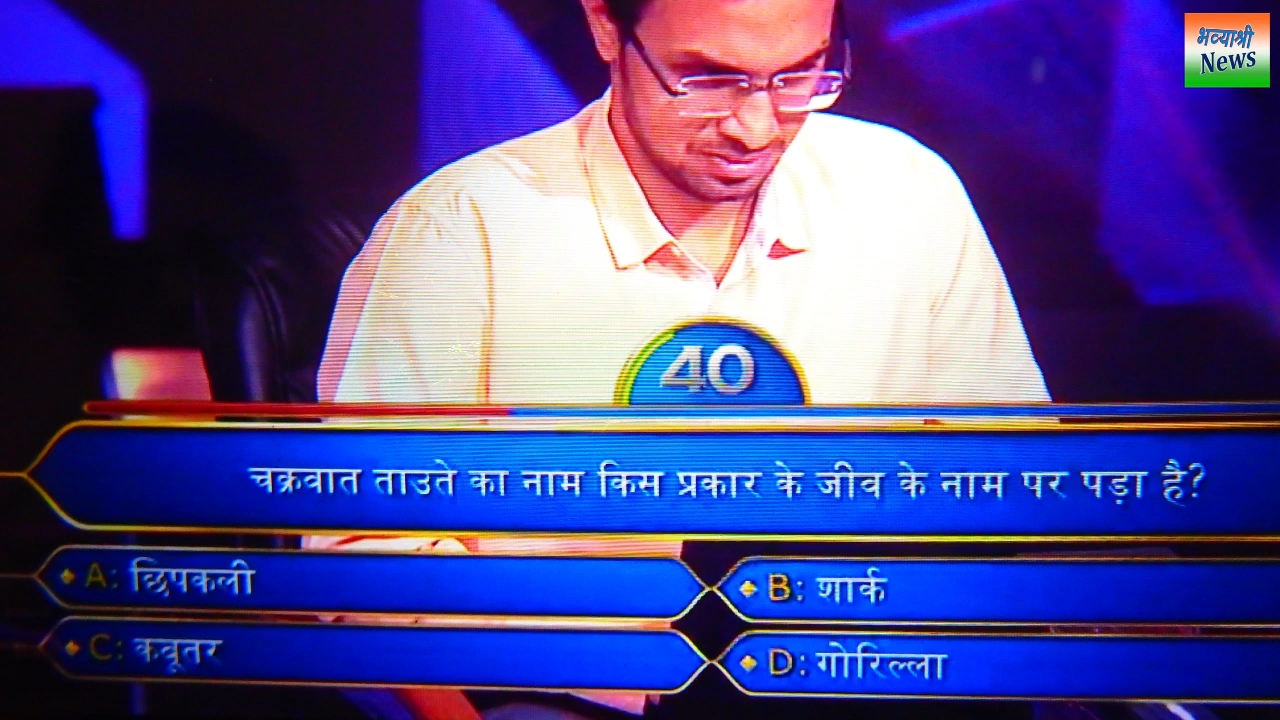 भव्याश्री
News
40
चक्रवात ताउते का नाम किस प्रकार के जीव के नाम पर पड़ा है?
A: छिपकली
B: शार्क
C: कबूतर
D: गोरिल्ला